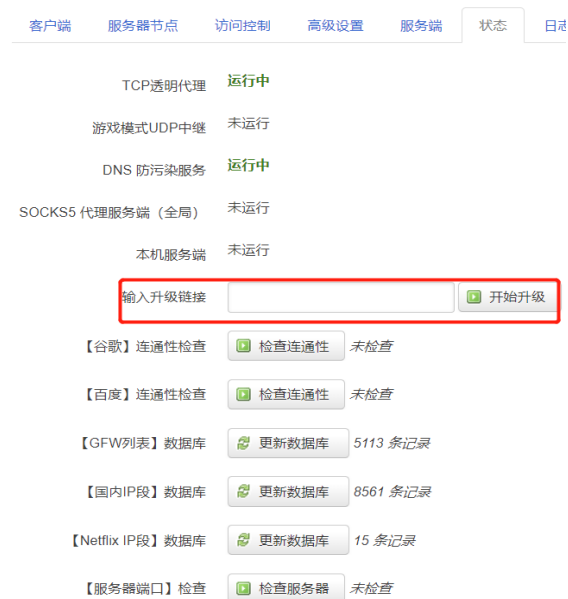 客户端 服务器节点 访问控制 高级设置 服务端 状态 日志
TCP透明代理 运行中
游戏模式UDP中继 未运行
DNS 防污染服务 运行中
SOCKS5 代理服务端（全局） 未运行
本机服务端 未运行
输入升级链接 开始升级
【谷歌】连通性检查 检查连通性 未检查
【百度】连通性检查 检查连通性 未检查
【GFW列表】数据库 更新数据库 5113 条记录
【国内IP段】数据库 更新数据库 8561 条记录
【Netflix IP段】数据库 更新数据库 15 条记录
【服务器端口】检查 检查服务器 未检查